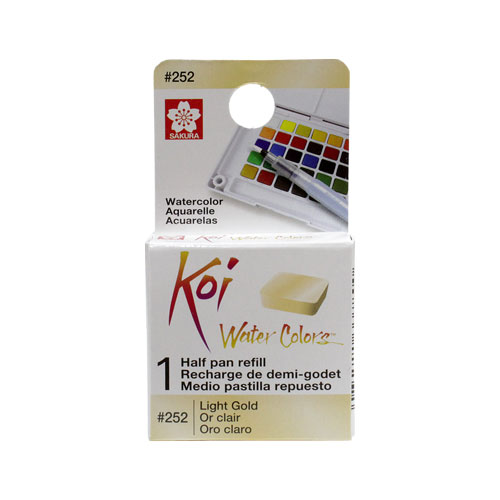 #252
SAKURA
Watercolor
Aquarelle
Acuarelas
Koi
Water Colors™
1 Half pan refill
Recharge de demi-godet
Medio pastilla repuesto
#252 Light Gold
Or clair
Oro claro